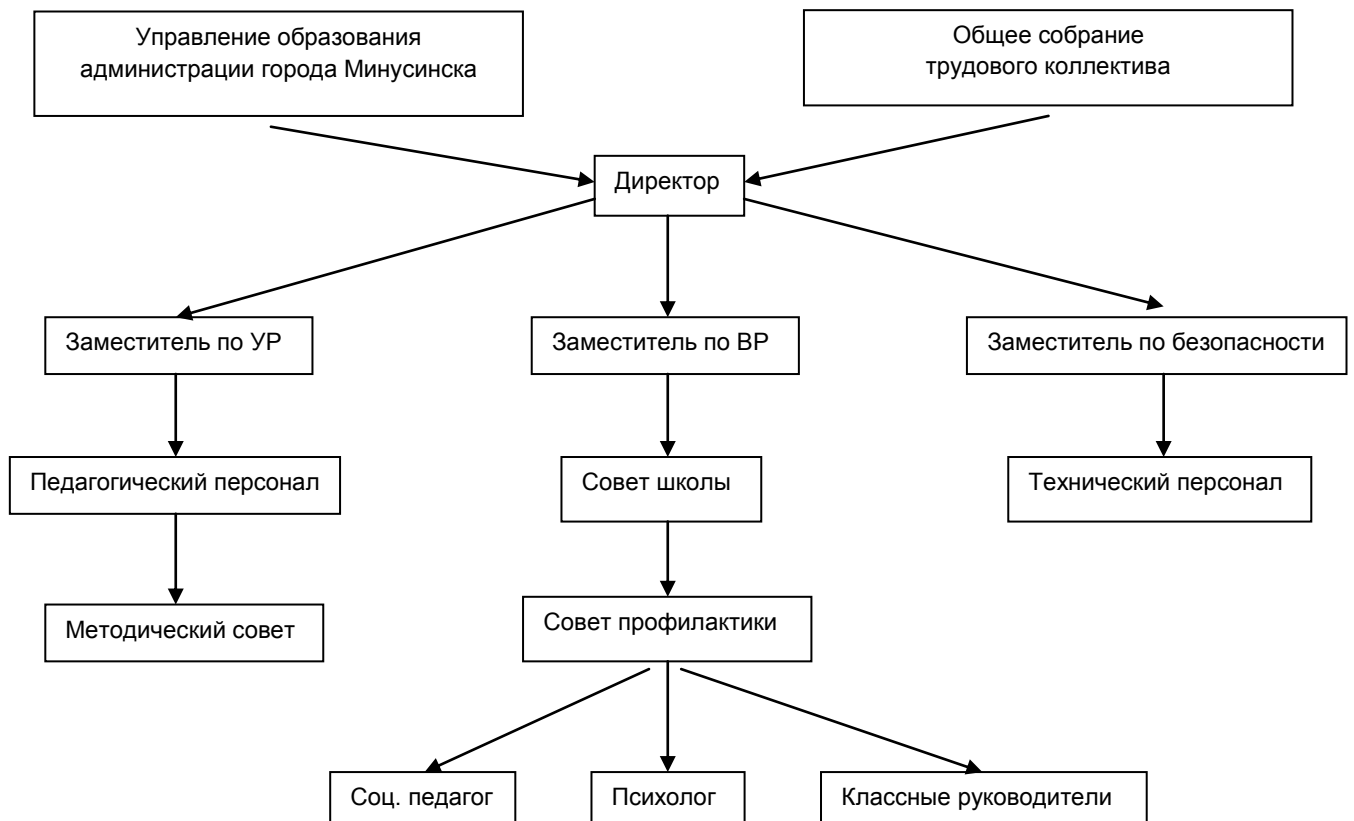 Управление образования
администрации города Минусинска
Общее собрание
трудового коллектива
Директор
Заместитель по УР
Заместитель по ВР
Заместитель по безопасности
Педагогический персонал
Совет школы
Технический персонал
Методический совет
Совет профилактики
Соц. педагог
Психолог
Классные руководители